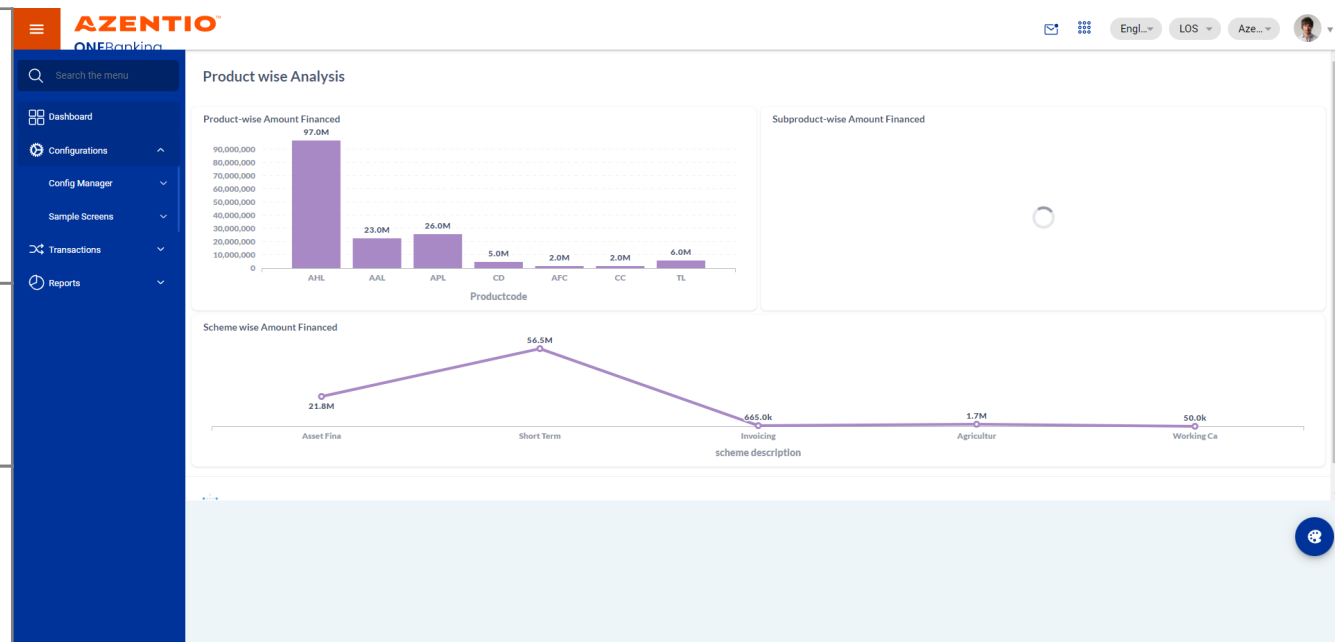 AZENTIO
ONEBanking
Engl...
LOS
Aze...
Search the menu
Dashboard
Configurations
Config Manager
Sample Screens
Transactions
Reports
Product wise Analysis
Product-wise Amount Financed
97.0M
90,000,000
80,000,000
70,000,000
60,000,000
50,000,000
40,000,000
30,000,000
20,000,000
10,000,000
0
23.0M
26.0M
5.0M
2.0M
2.0M
6.0M
AHL AAL APL CD AFC CC TL
Productcode
Subproduct-wise Amount Financed
Scheme wise Amount Financed
56.5M
21.8M
665.0k
1.7M
50.0k
Asset Fina Short Term Invoicing Agricultur Working Ca
scheme description